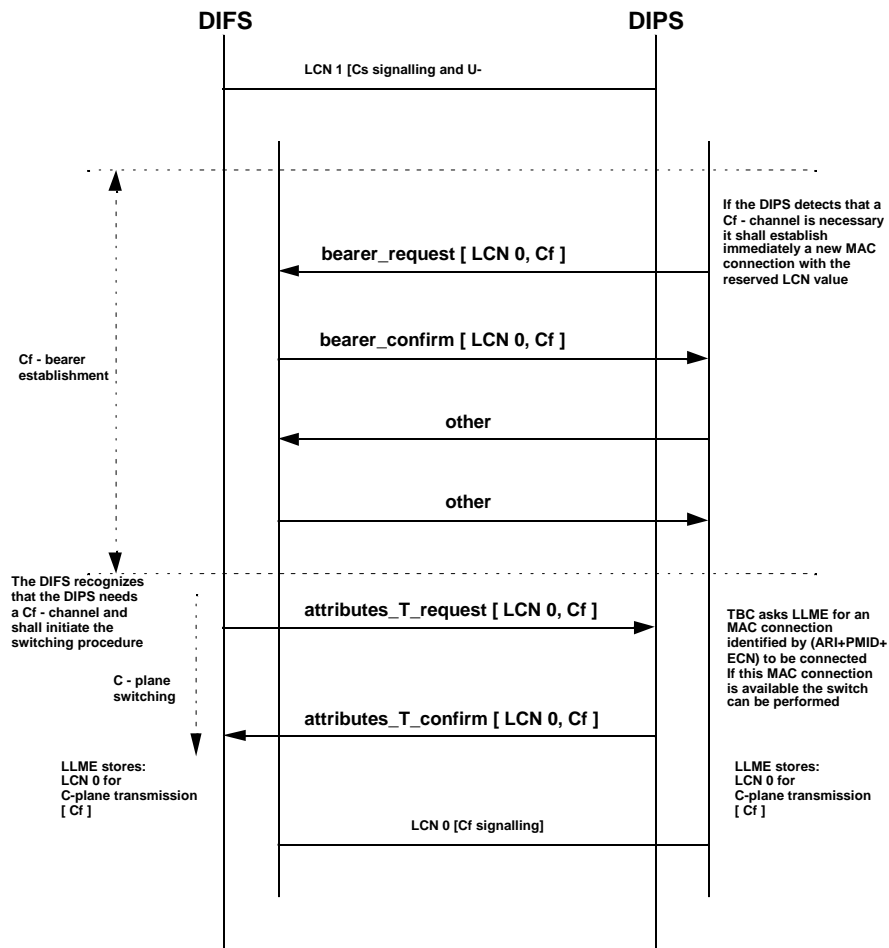 DIFS
DIPS
LCN 1 [Cs signalling and U-
If the DIPS detects that a
Cf - channel is necessary
it shall establish
immediately a new MAC
connection with the
reserved LCN value
bearer_request [ LCN 0, Cf ]
bearer_confirm [ LCN 0, Cf ]
Cf - bearer
establishment
other
other
The DIFS recognizes
that the DIPS needs
a Cf - channel and
shall initiate the
switching procedure
attributes_T_request [ LCN 0, Cf ]
TBC asks LLME for an
MAC connection
identified by (ARI+PMID+
ECN) to be connected
If this MAC connection
is available the switch
can be performed
C - plane
switching
attributes_T_confirm [ LCN 0, Cf ]
LLME stores:
LCN 0 for
C-plane transmission
[ Cf ]
LLME stores:
LCN 0 for
C-plane transmission
[ Cf ]
LCN 0 [Cf signalling]